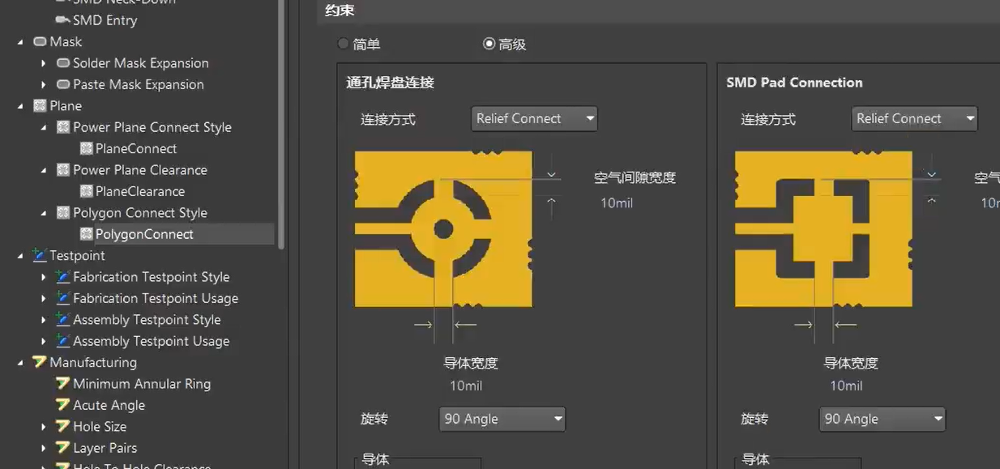 SMD Neck-Down
SMD Entry
Mask
Solder Mask Expansion
Paste Mask Expansion
Plane
Power Plane Connect Style
PlaneConnect
Power Plane Clearance
PlaneClearance
Polygon Connect Style
PolygonConnect
Testpoint
Fabrication Testpoint Style
Fabrication Testpoint Usage
Assembly Testpoint Style
Assembly Testpoint Usage
Manufacturing
Minimum Annular Ring
Acute Angle
Hole Size
Layer Pairs
Hole To Hole Clearance
约束
简单
高级
通孔焊盘连接
连接方式
Relief Connect
空气间隙宽度
10mil
导体宽度
10mil
旋转
90 Angle
导体
SMD Pad Connection
连接方式
Relief Connect
空气
导体宽度
10mil
旋转
90 Angle
导体